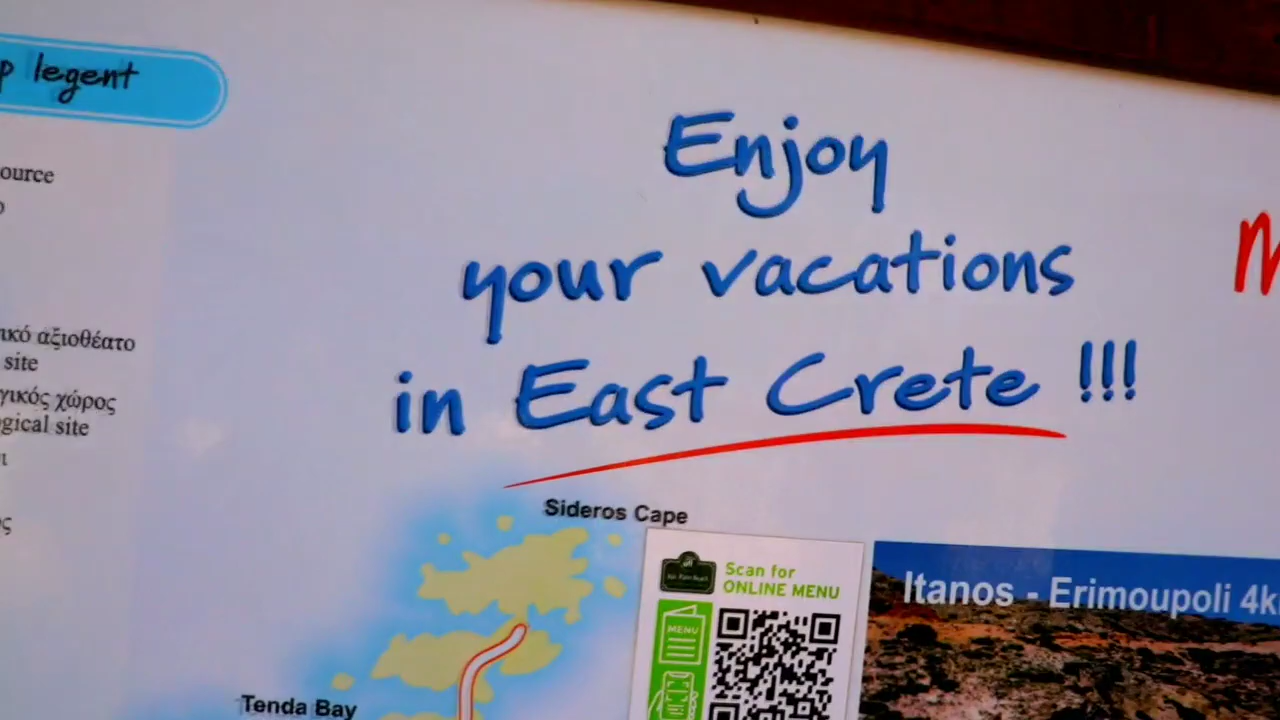 legent
ource
ικό αξιοθέατο
site
γικός χώρος
gical site
Enjoy
your vacations
in East Crete !!!
Sideros Cape
Tenda Bay
Scan for
ONLINE MENU
MENU
Itanos - Erimoupoli 4k